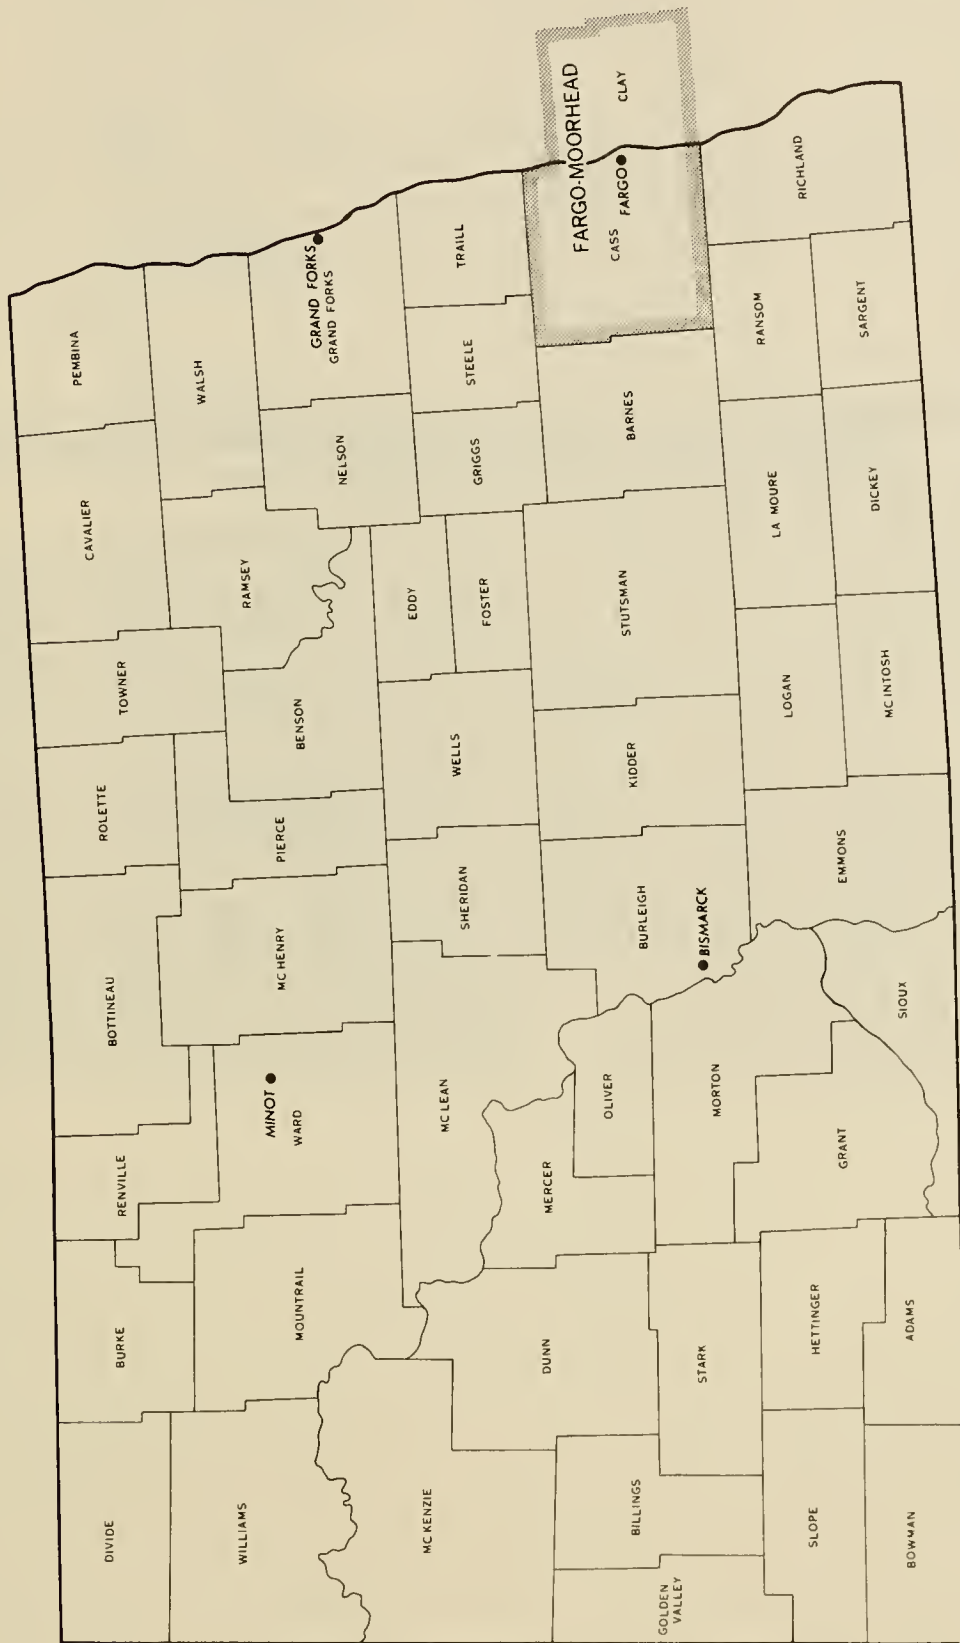 DIVIDE
BURKE
RENVILLE
BOTTINEAU
ROLETTE
TOWNER
CAVALIER
PEMBINA
WILLIAMS
MOUNTRAIL
MINOT
WARD
MC HENRY
PIERCE
BENSON
RAMSEY
WALSH
NELSON
GRAND FORKS
GRAND FORKS
MC KENZIE
DUNN
MERCER
MC LEAN
SHERIDAN
WELLS
EDDY
FOSTER
GRIGGS
STEELE
TRAILL
GOLDEN
VALLEY
BILLINGS
STARK
OLIVER
MORTON
BURLEIGH
BISMARCK
KIDDER
STUTSMAN
BARNES
FARGO-MOORHEAD
CASS
FARGO
CLAY
SLOPE
HETTINGER
GRANT
BOWMAN
ADAMS
SIOUX
EMMONS
LOGAN
MC INTOSH
LA MOURE
DICKEY
RANSOM
SARGENT
RICHLAND